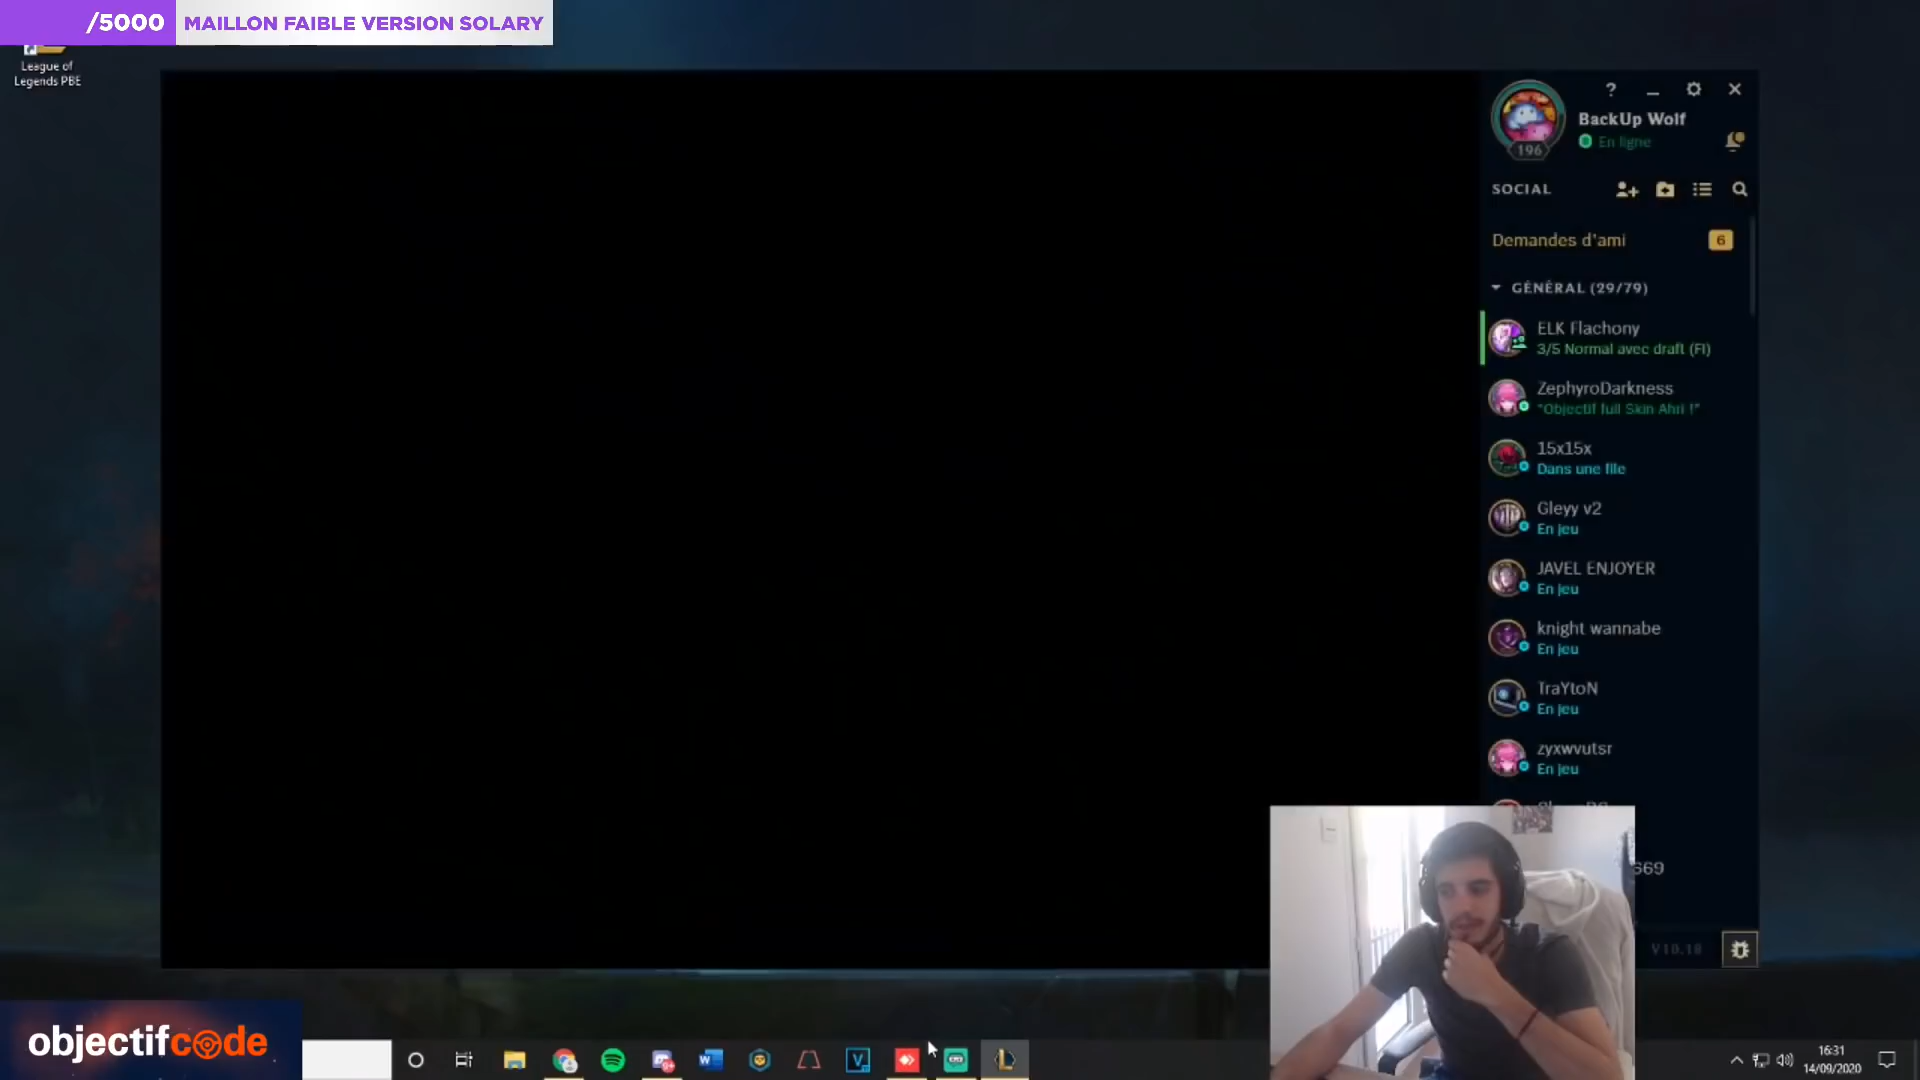 /5000 MAILLON FAIBLE VERSION SOLARY
League of
Legends PBE
BackUp Wolf
En ligne
196
SOCIAL
Demandes d'ami 6
GÉNÉRAL (29/79)
ELK Flachony
3/5 Normal avec draft (FI)
ZephyroDarkness
"Objectif full Skin Ahri !"
15x15x
Dans une file
Gleyy v2
En jeu
JAVEL ENJOYER
En jeu
knight wannabe
En jeu
TraYtoN
En jeu
zyxwvutsr
En jeu
669
V10.18
objectifcode
16:31
14/09/2020